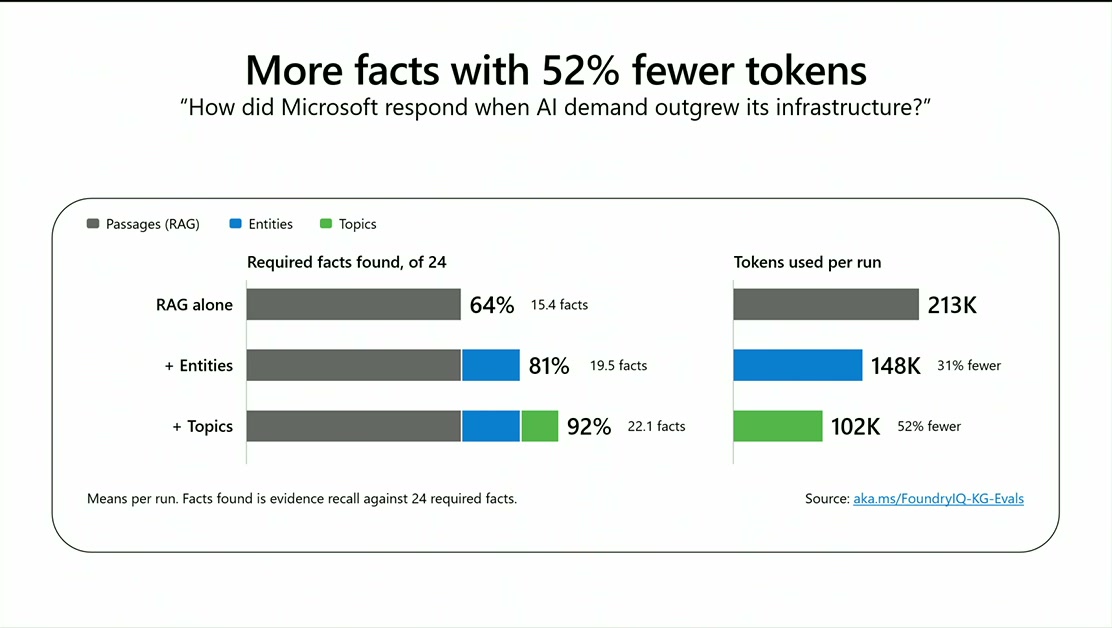 More facts with 52% fewer tokens
“How did Microsoft respond when AI demand outgrew its infrastructure?”
Passages (RAG) Entities Topics
Required facts found, of 24 Tokens used per run
RAG alone 64% 15.4 facts 213K
+ Entities 81% 19.5 facts 148K 31% fewer
+ Topics 92% 22.1 facts 102K 52% fewer
Means per run. Facts found is evidence recall against 24 required facts. Source: aka.ms/FoundryIQ-KG-Evals